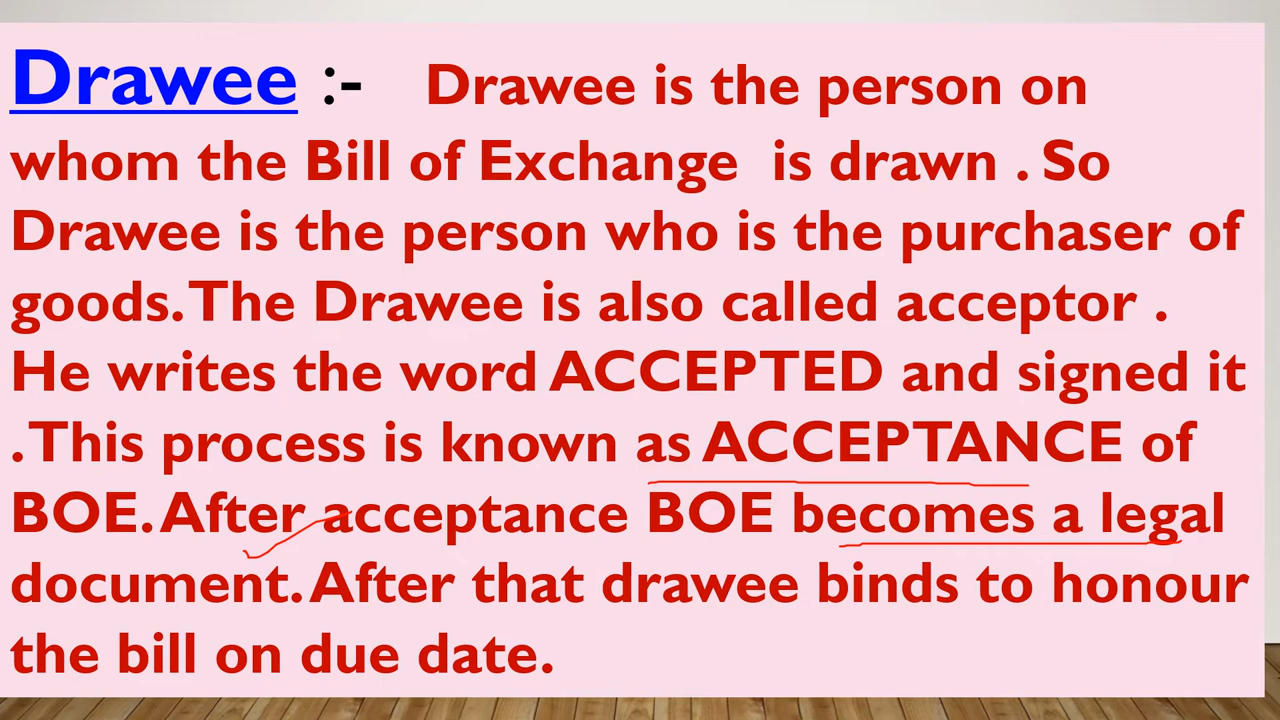 Drawee :- Drawee is the person on
whom the Bill of Exchange is drawn . So
Drawee is the person who is the purchaser of
goods. The Drawee is also called acceptor .
He writes the word ACCEPTED and signed it
. This process is known as ACCEPTANCE of
BOE. After acceptance BOE becomes a legal
document. After that drawee binds to honour
the bill on due date.